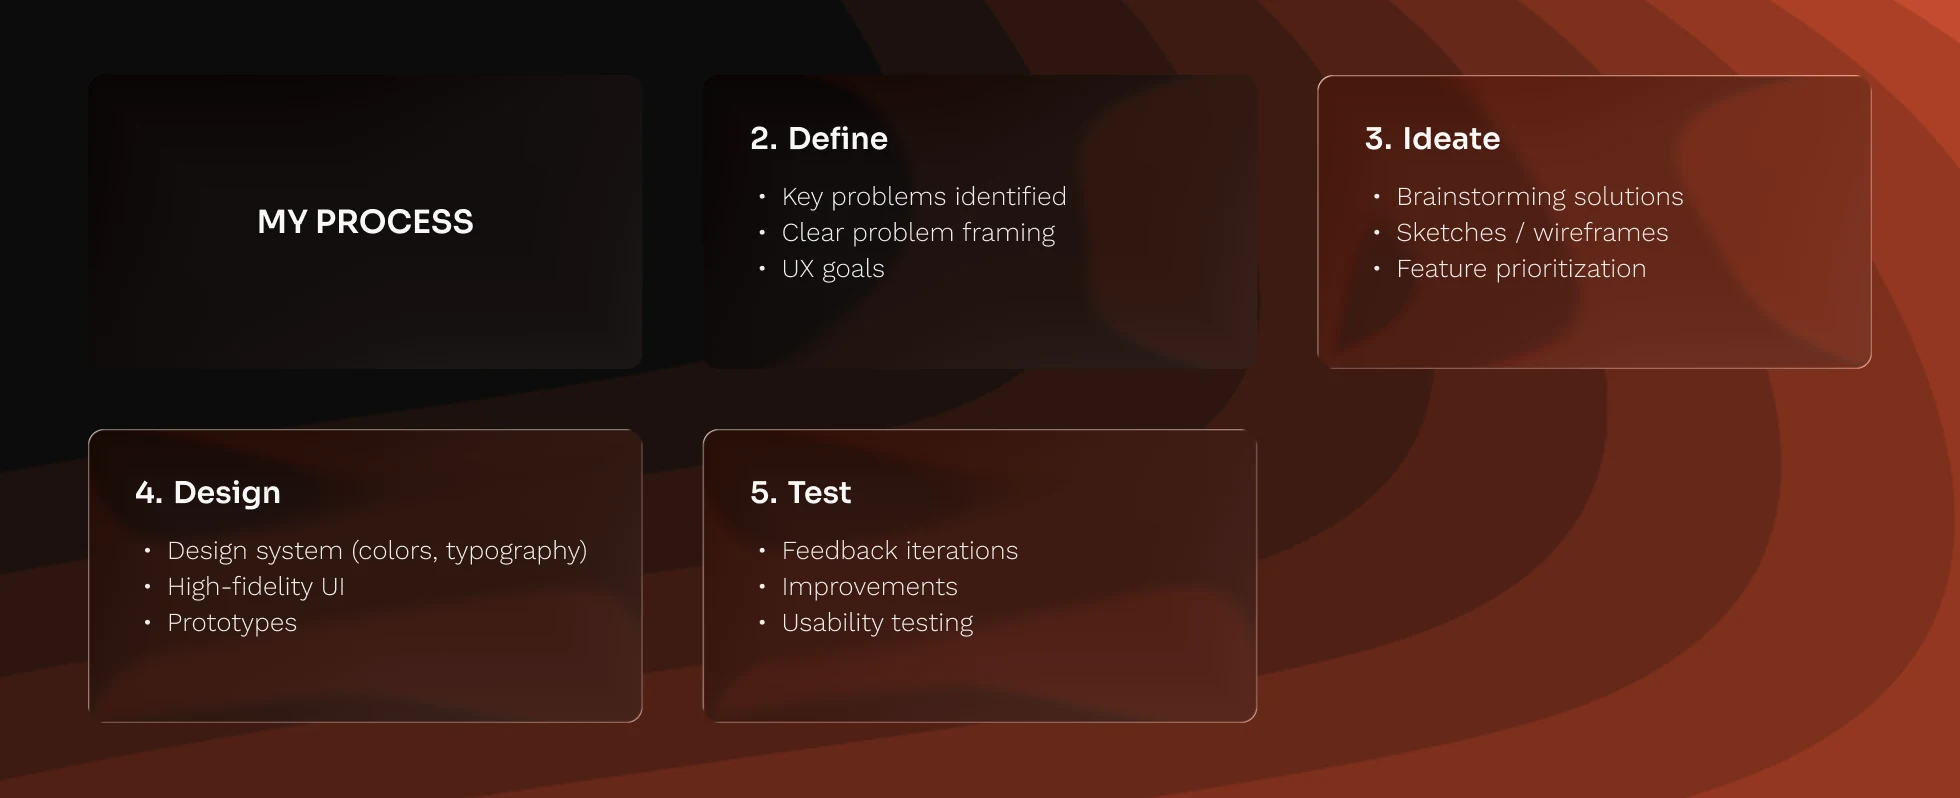 MY PROCESS
2. Define
• Key problems identified
• Clear problem framing
• UX goals
3. Ideate
• Brainstorming solutions
• Sketches / wireframes
• Feature prioritization
4. Design
• Design system (colors, typography)
• High-fidelity UI
• Prototypes
5. Test
• Feedback iterations
• Improvements
• Usability testing